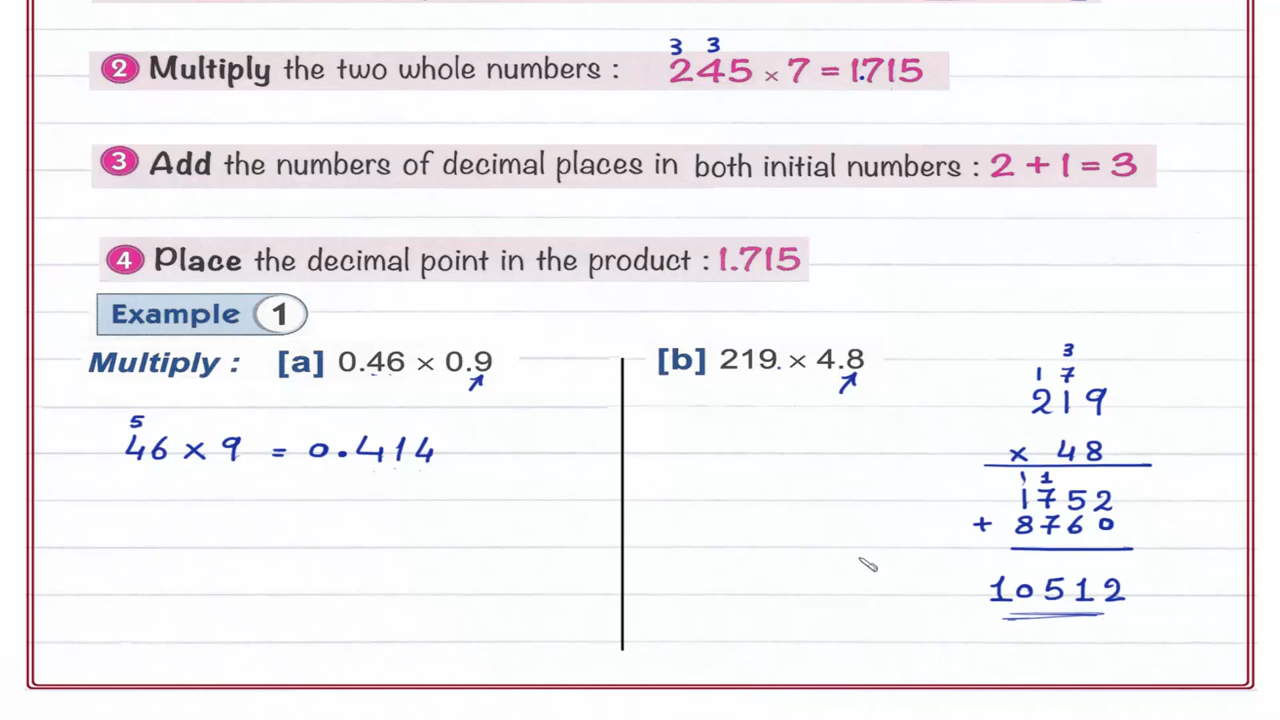 3 3
2 Multiply the two whole numbers : 245 × 7 = 1.715
3 Add the numbers of decimal places in both initial numbers : 2 + 1 = 3
4 Place the decimal point in the product : 1.715
Example 1
Multiply : [a] 0.46 × 0.9
5
46 × 9 = 0.414
[b] 219. × 4.8
3
1 7
219
× 48
1 1
1752
+ 8760
10512